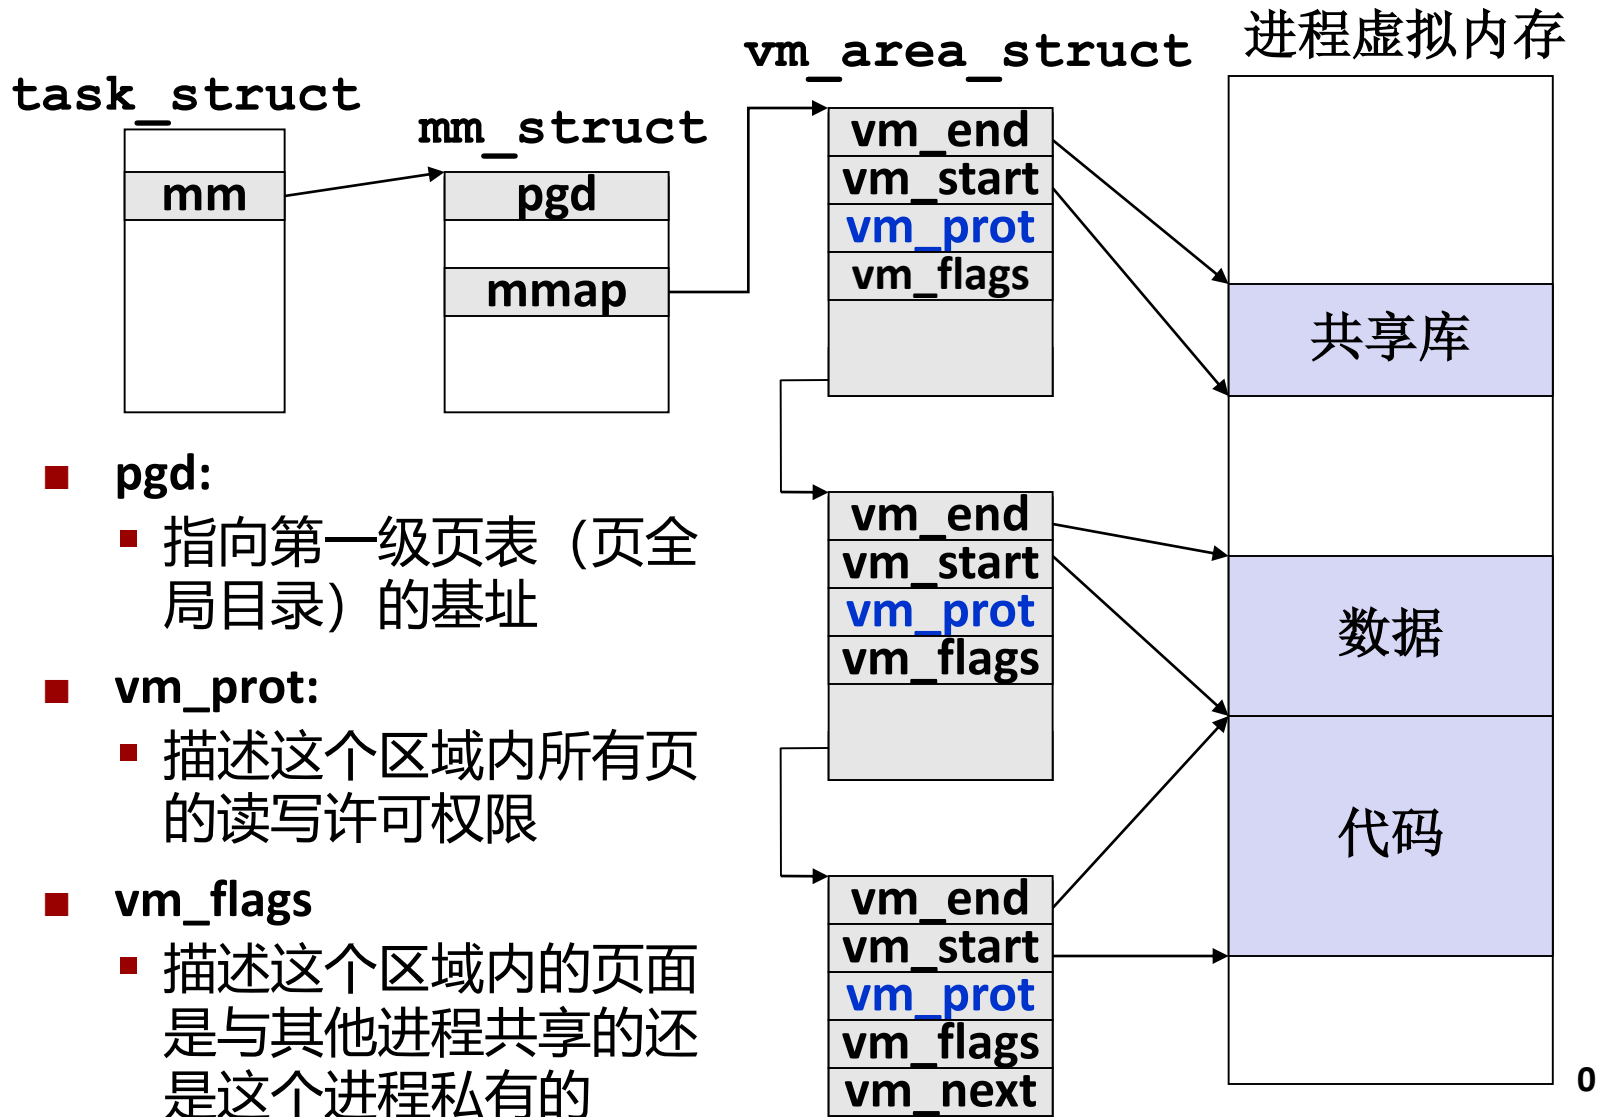 进程虚拟内存
vm_area_struct
task_struct
mm_struct
mm
pgd
mmap
vm_end
vm_start
vm_prot
vm_flags
共享库
vm_end
vm_start
vm_prot
vm_flags
数据
代码
vm_end
vm_start
vm_prot
vm_flags
vm_next
0
pgd:
指向第一级页表（页全
局目录）的基址
vm_prot:
描述这个区域内所有页
的读写许可权限
vm_flags
描述这个区域内的页面
是与其他进程共享的还
是这个进程私有的